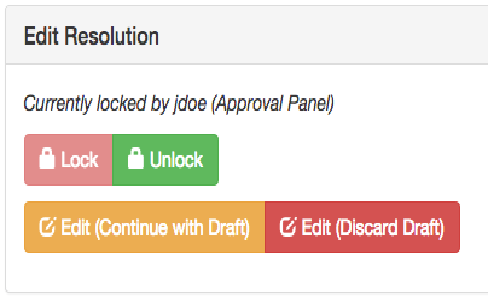 Edit Resolution
Currently locked by jdoe (Approval Panel)
Lock Unlock
Edit (Continue with Draft) Edit (Discard Draft)